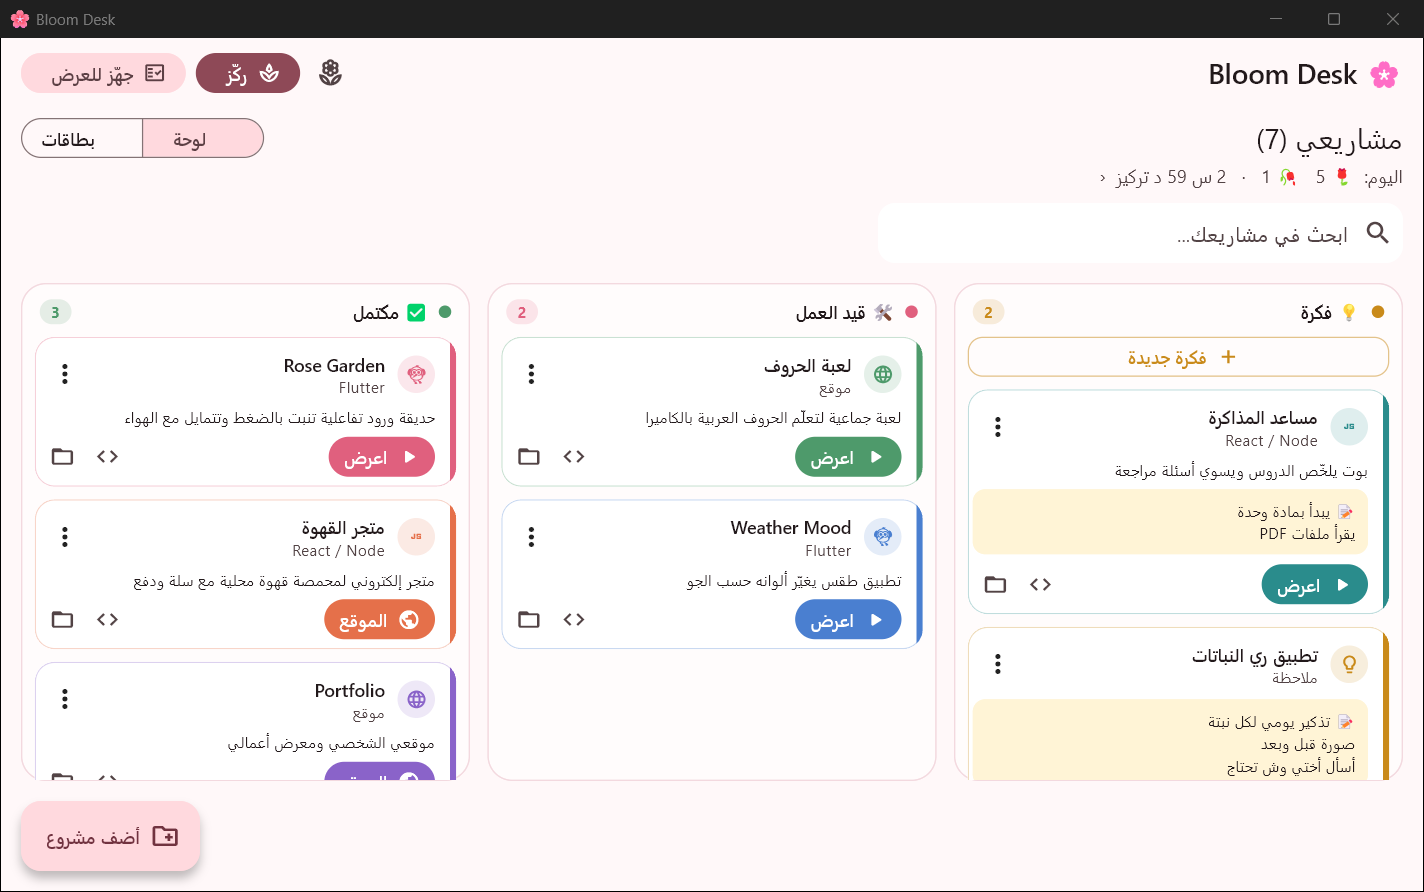 Bloom Desk
Bloom Desk
ركّز
جهّز للعرض
مشاريعي (7)
لوحة
بطاقات
اليوم: 5 1 · 2 س 59 د تركيز ›
ابحث في مشاريعك...
فكرة
2
+ فكرة جديدة
مساعد المذاكرة
React / Node
بوت يلخّص الدروس ويسوي أسئلة مراجعة
يبدأ بمادة وحدة
يقرأ ملفات PDF
اعرض
تطبيق ري النباتات
ملاحظة
تذكير يومي لكل نبتة
صورة قبل وبعد
أسأل أختي وش تحتاج
قيد العمل
2
لعبة الحروف
موقع
لعبة جماعية لتعلّم الحروف العربية بالكاميرا
اعرض
Weather Mood
Flutter
تطبيق طقس يغيّر ألوانه حسب الجو
اعرض
مكتمل
3
Rose Garden
Flutter
حديقة ورود تفاعلية تنبت بالضغط وتتمايل مع الهواء
اعرض
متجر القهوة
React / Node
متجر إلكتروني لمحمصة قهوة محلية مع سلة ودفع
الموقع
Portfolio
موقع
موقعي الشخصي ومعرض أعمالي
أضف مشروع